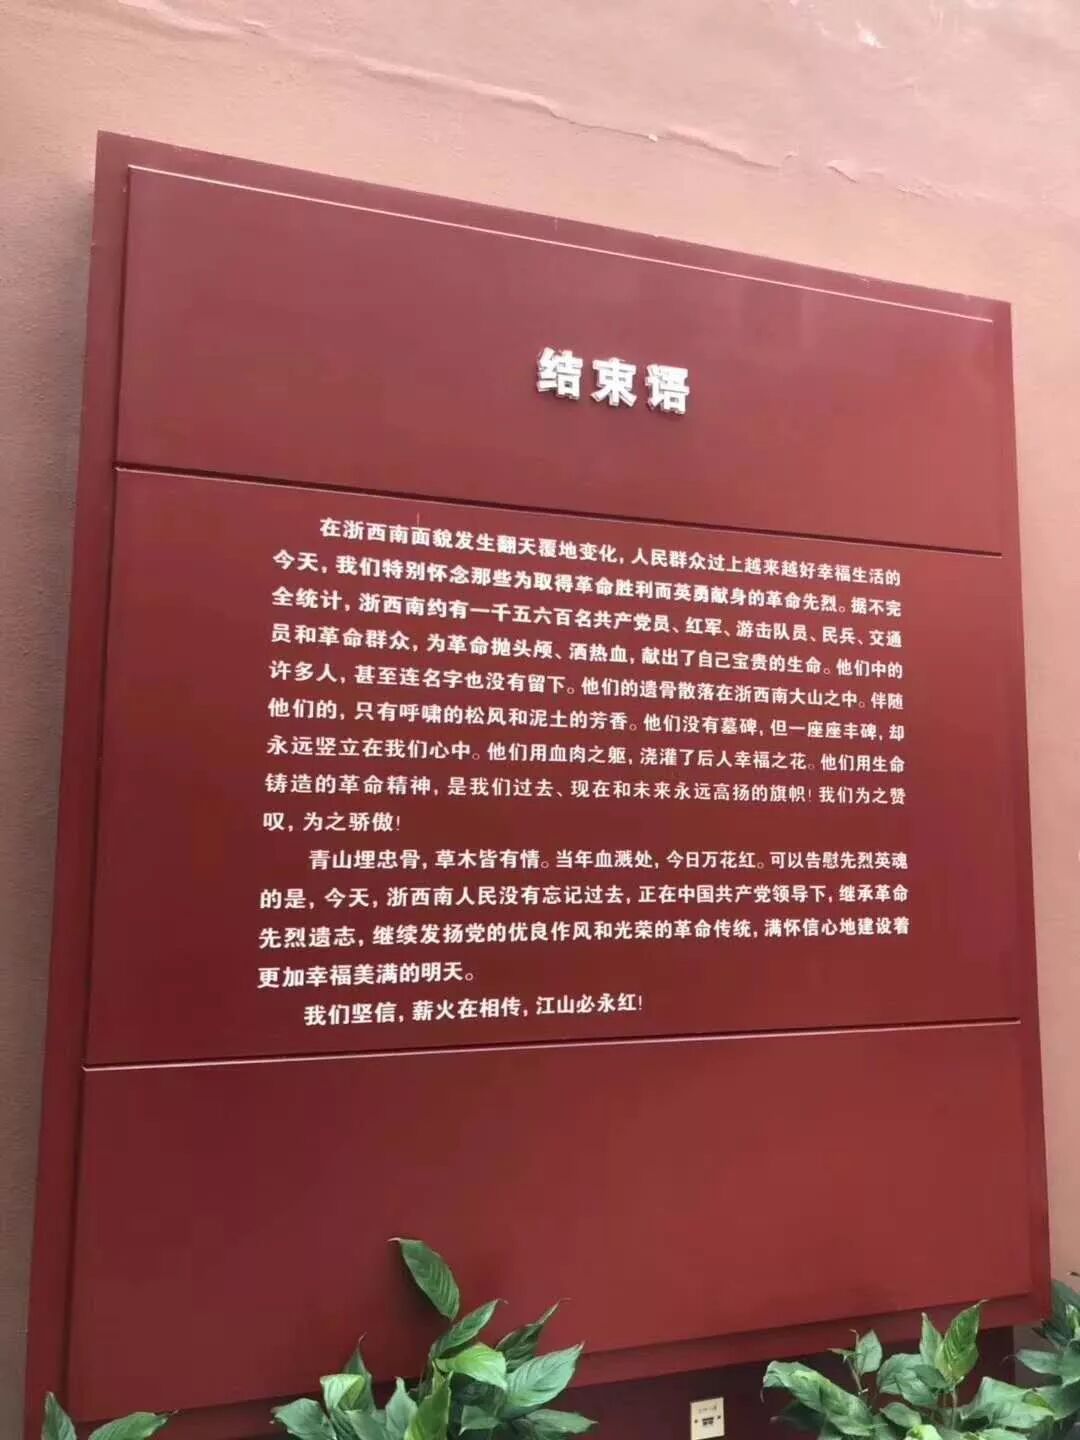 结束语
在浙西南面貌发生翻天覆地变化，人民群众过上越来越好幸福生活的
今天，我们特别怀念那些为取得革命胜利而英勇献身的革命先烈。据不完
全统计，浙西南约有一千五六百名共产党员、红军、游击队员、民兵、交通
员和革命群众，为革命抛头颅、洒热血，献出了自己宝贵的生命。他们中的
许多人，甚至连名字也没有留下。他们的遗骨散落在浙西南大山之中。伴随
他们的，只有呼啸的松风和泥土的芳香。他们没有墓碑，但一座座丰碑，却
永远竖立在我们心中。他们用血肉之躯，浇灌了后人幸福之花。他们用生命
铸造的革命精神，是我们过去、现在和未来永远高扬的旗帜！我们为之赞
叹，为之骄傲！
青山埋忠骨，草木皆有情。当年血溅处，今日万花红。可以告慰先烈英魂
的是，今天，浙西南人民没有忘记过去，正在中国共产党领导下，继承革命
先烈遗志，继续发扬党的优良作风和光荣的革命传统，满怀信心地建设着
更加幸福美满的明天。
我们坚信，薪火在相传，江山必永红！